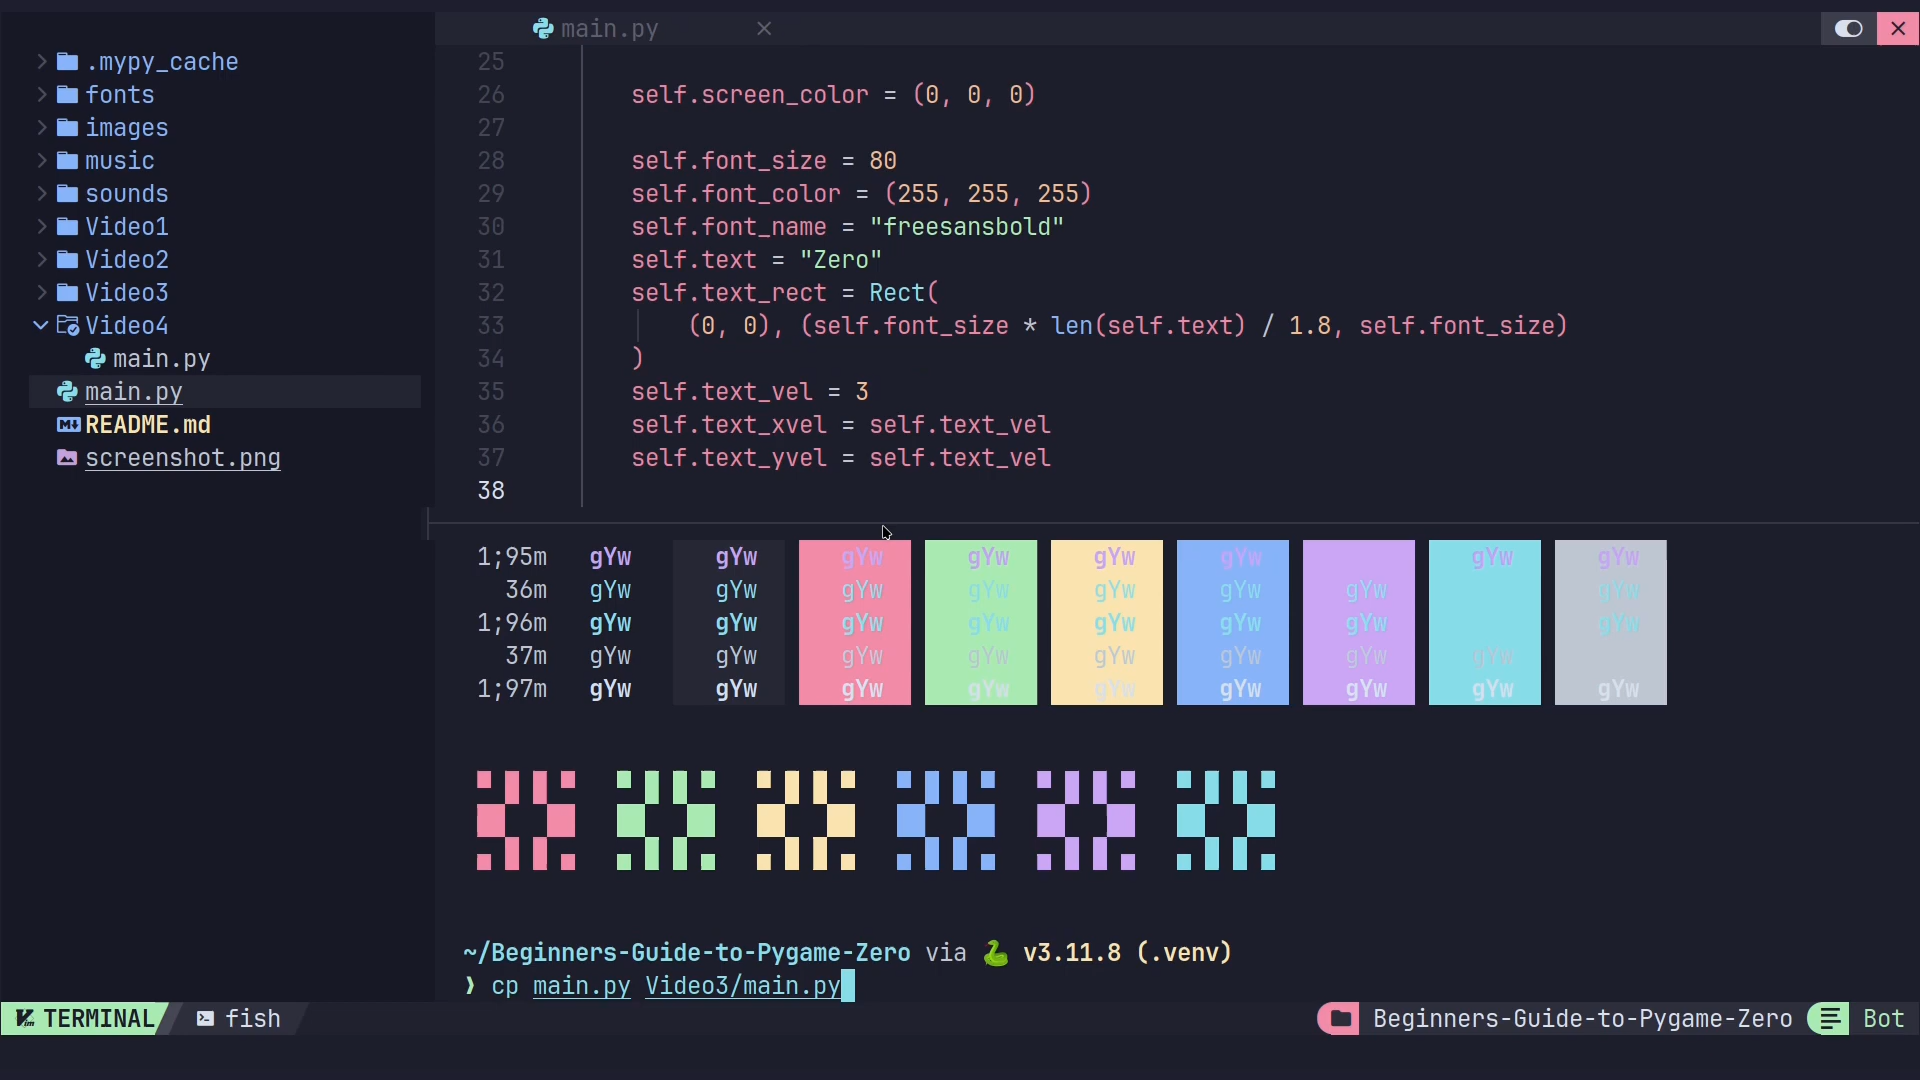 .mypy_cache
fonts
images
music
sounds
Video1
Video2
Video3
Video4
main.py
main.py
README.md
screenshot.png
main.py
25
26 self.screen_color = (0, 0, 0)
27
28 self.font_size = 80
29 self.font_color = (255, 255, 255)
30 self.font_name = "freesansbold"
31 self.text = "Zero"
32 self.text_rect = Rect(
33 (0, 0), (self.font_size * len(self.text) / 1.8, self.font_size)
34 )
35 self.text_vel = 3
36 self.text_xvel = self.text_vel
37 self.text_yvel = self.text_vel
38
1;95m gYw gYw gYw gYw gYw gYw gYw gYw
36m gYw gYw gYw gYw gYw gYw gYw gYw
1;96m gYw gYw gYw gYw gYw gYw gYw gYw
37m gYw gYw gYw gYw gYw gYw gYw gYw
1;97m gYw gYw gYw gYw gYw gYw gYw gYw gYw
~/Beginners-Guide-to-Pygame-Zero via v3.11.8 (.venv)
❯ cp main.py Video3/main.py
TERMINAL fish Beginners-Guide-to-Pygame-Zero Bot